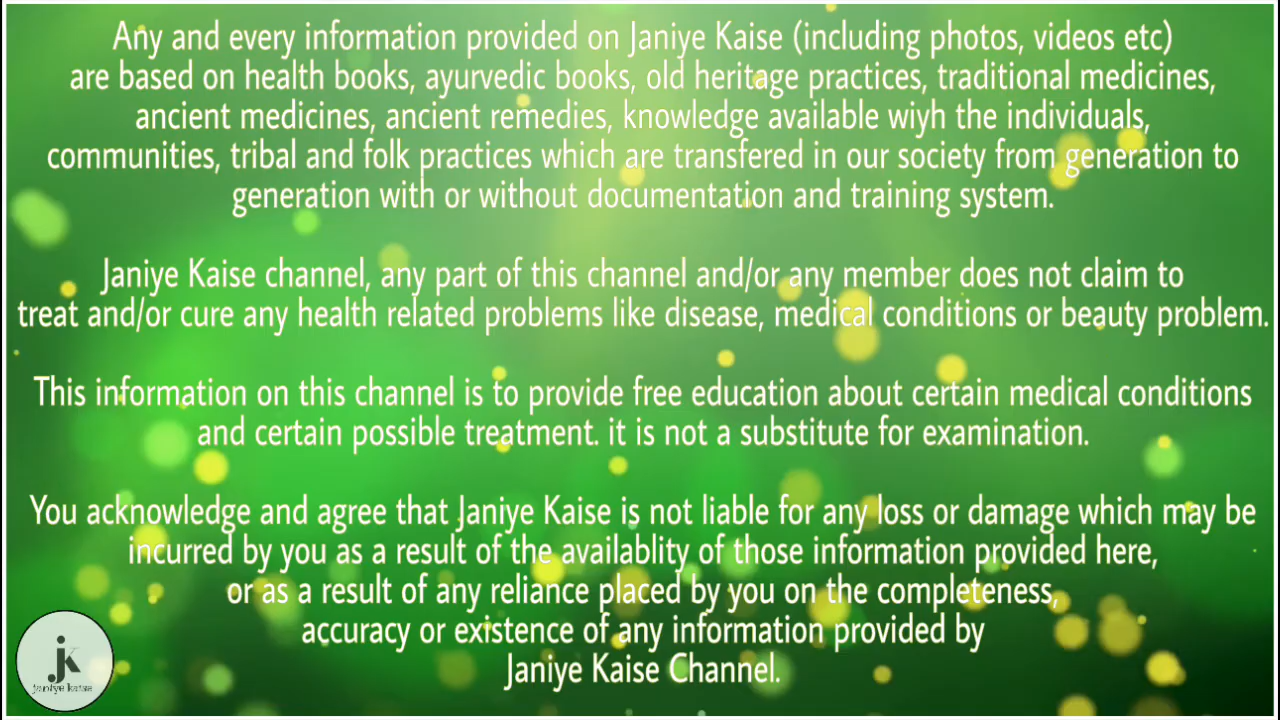 Any and every information provided on Janiye Kaise (including photos, videos etc)
are based on health books, ayurvedic books, old heritage practices, traditional medicines,
ancient medicines, ancient remedies, knowledge available wiyh the individuals,
communities, tribal and folk practices which are transfered in our society from generation to
generation with or without documentation and training system.
Janiye Kaise channel, any part of this channel and/or any member does not claim to
treat and/or cure any health related problems like disease, medical conditions or beauty problem.
This information on this channel is to provide free education about certain medical conditions
and certain possible treatment. it is not a substitute for examination.
You acknowledge and agree that Janiye Kaise is not liable for any loss or damage which may be
incurred by you as a result of the availablity of those information provided here,
or as a result of any reliance placed by you on the completeness,
accuracy or existence of any information provided by
Janiye Kaise Channel.
jk
janiye kaise